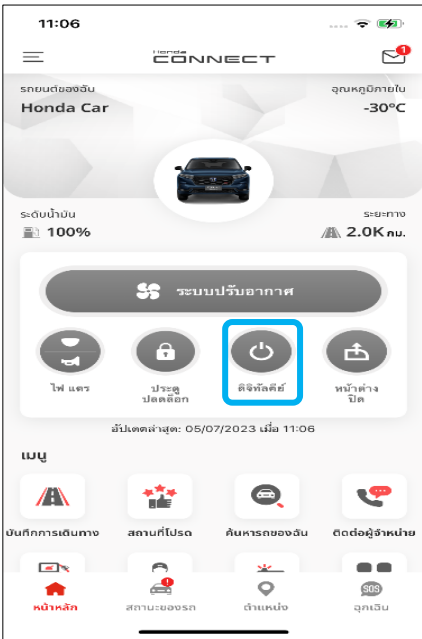 11:06
Honda
CONNECT
1
รถยนต์ของฉัน
อุณหภูมิภายใน
Honda Car
-30°C
ระดับน้ำมัน
ระยะทาง
100%
2.0K กม.
ระบบปรับอากาศ
ไฟ แตร
ประตู
ปลดล็อก
ดิจิทัลคีย์
หน้าต่าง
ปิด
อัปเดตล่าสุด: 05/07/2023 เมื่อ 11:06
เมนู
บันทึกการเดินทาง
สถานที่โปรด
ค้นหารถของฉัน
ติดต่อผู้จำหน่าย
หน้าหลัก
สถานะของรถ
ตำแหน่ง
SOS
ฉุกเฉิน